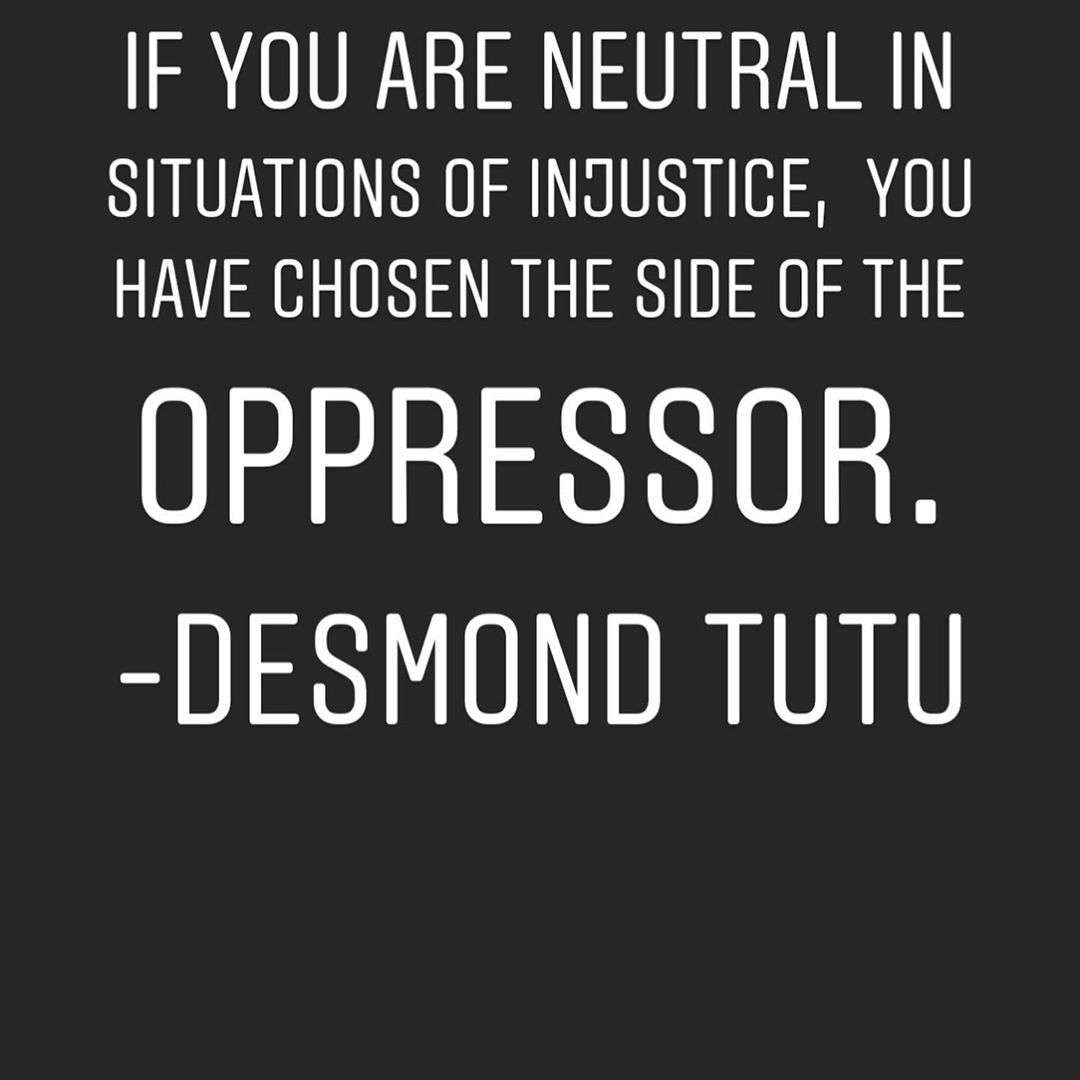 IF YOU ARE NEUTRAL IN
SITUATIONS OF INJUSTICE, YOU
HAVE CHOSEN THE SIDE OF THE
OPPRESSOR.
-DESMOND TUTU